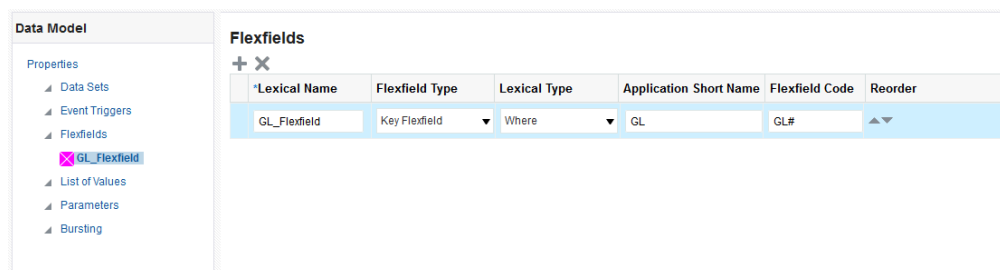 Data Model
Properties
Data Sets
Event Triggers
Flexfields
GL_Flexfield
List of Values
Parameters
Bursting
Flexfields
*Lexical Name Flexfield Type Lexical Type Application Short Name Flexfield Code Reorder
GL_Flexfield Key Flexfield Where GL GL#